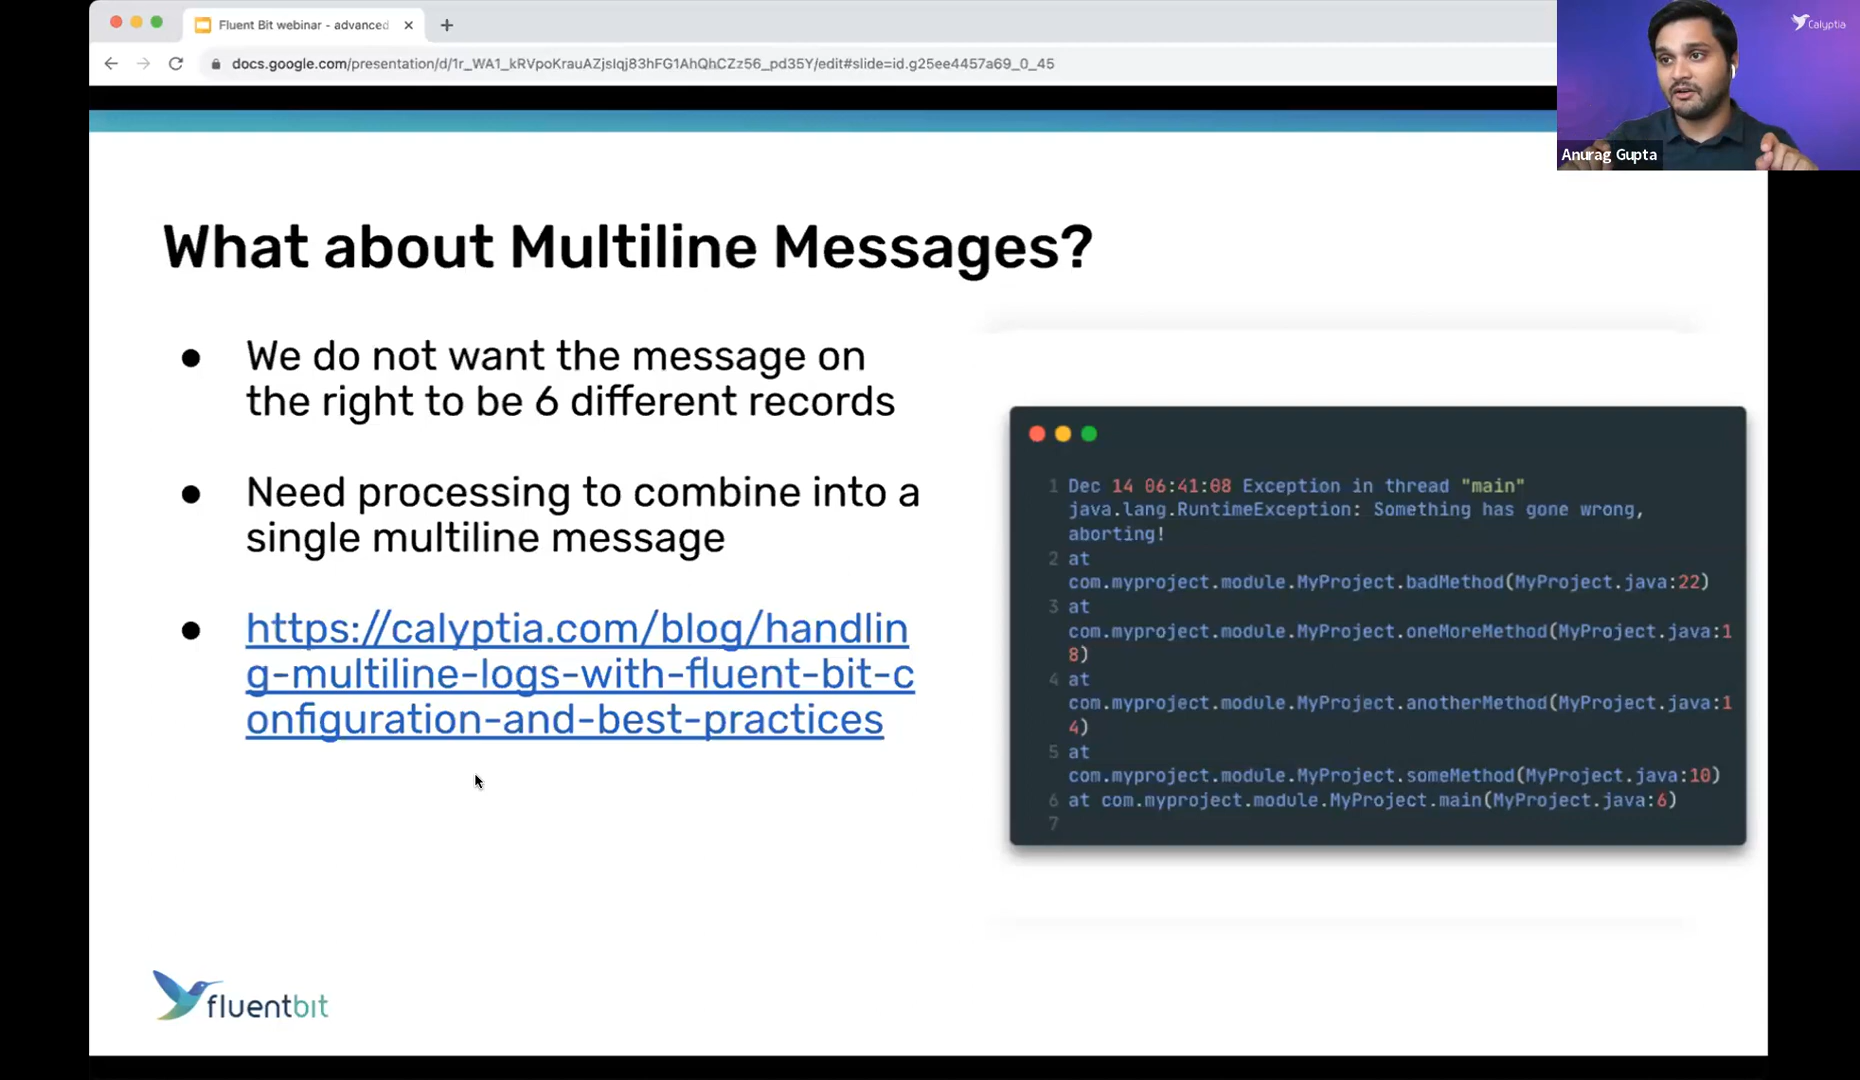 Fluent Bit webinar - advanced
docs.google.com/presentation/d/1r_WA1_kRVpoKrauAZjsIqj83hFG1AhQhCZz56_pd35Y/edit#slide=id.g25ee4457a69_0_45
Calyptia
Anurag Gupta
What about Multiline Messages?
● We do not want the message on
the right to be 6 different records
● Need processing to combine into a
single multiline message
● https://calyptia.com/blog/handlin
g-multiline-logs-with-fluent-bit-c
onfiguration-and-best-practices
1 Dec 14 06:41:08 Exception in thread "main"
java.lang.RuntimeException: Something has gone wrong,
aborting!
2 at
com.myproject.module.MyProject.badMethod(MyProject.java:22)
3 at
com.myproject.module.MyProject.oneMoreMethod(MyProject.java:1
8)
4 at
com.myproject.module.MyProject.anotherMethod(MyProject.java:1
4)
5 at
com.myproject.module.MyProject.someMethod(MyProject.java:10)
6 at com.myproject.module.MyProject.main(MyProject.java:6)
7
fluentbit